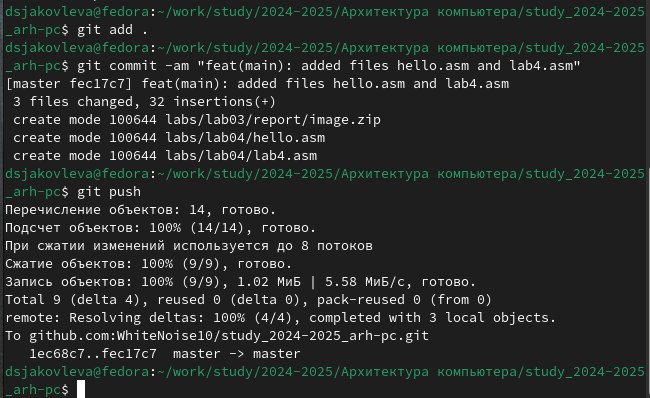 dsjakovleva@fedora:~/work/study/2024-2025/Архитектура компьютера/study_2024-2025
_arh-pc$ git add .
dsjakovleva@fedora:~/work/study/2024-2025/Архитектура компьютера/study_2024-2025
_arh-pc$ git commit -am "feat(main): added files hello.asm and lab4.asm"
[master fec17c7] feat(main): added files hello.asm and lab4.asm
 3 files changed, 32 insertions(+)
 create mode 100644 labs/lab03/report/image.zip
 create mode 100644 labs/lab04/hello.asm
 create mode 100644 labs/lab04/lab4.asm
dsjakovleva@fedora:~/work/study/2024-2025/Архитектура компьютера/study_2024-2025
_arh-pc$ git push
Перечисление объектов: 14, готово.
Подсчет объектов: 100% (14/14), готово.
При сжатии изменений используется до 8 потоков
Сжатие объектов: 100% (9/9), готово.
Запись объектов: 100% (9/9), 1.02 МиБ | 5.58 МиБ/с, готово.
Total 9 (delta 4), reused 0 (delta 0), pack-reused 0 (from 0)
remote: Resolving deltas: 100% (4/4), completed with 3 local objects.
To github.com:WhiteNoise10/study_2024-2025_arh-pc.git
   1ec68c7..fec17c7  master -> master
dsjakovleva@fedora:~/work/study/2024-2025/Архитектура компьютера/study_2024-2025
_arh-pc$